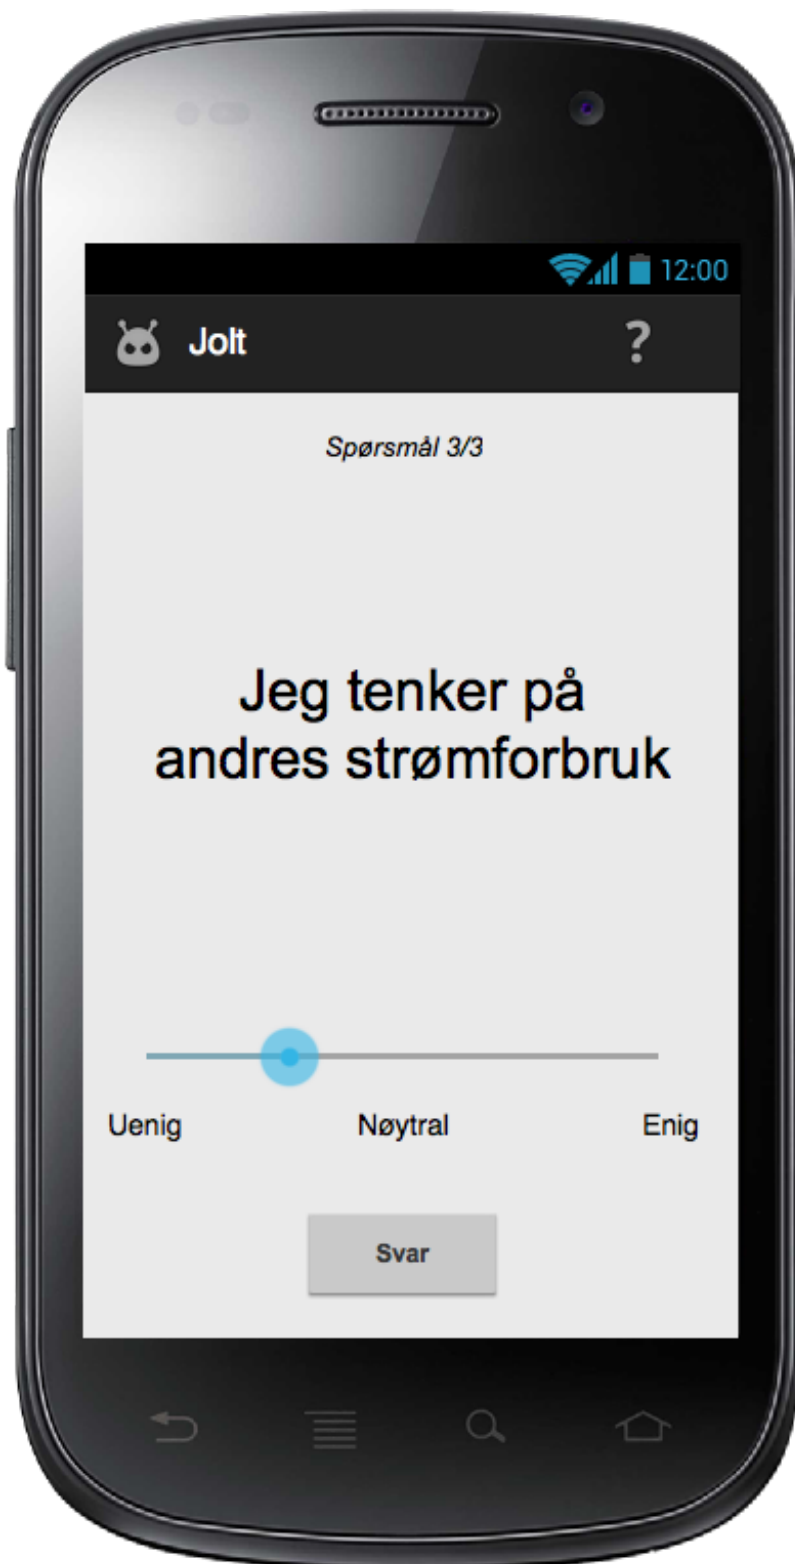 12:00
Jolt
?
Spørsmål 3/3
Jeg tenker på
andres strømforbruk
Uenig Nøytral Enig
Svar